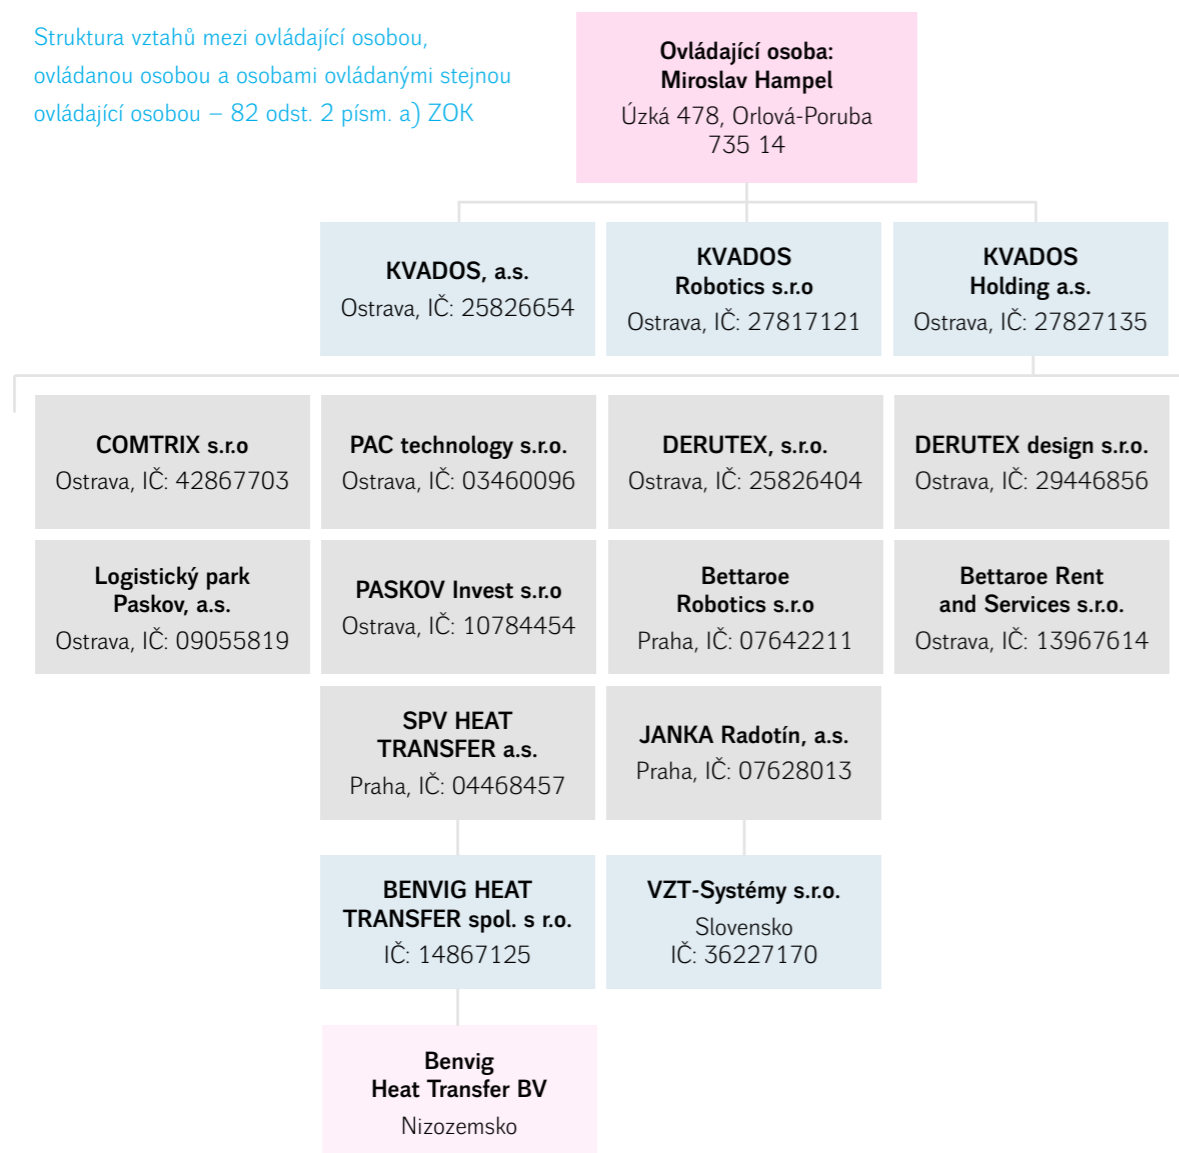 Struktura vztahů mezi ovládající osobou,
ovládanou osobou a osobami ovládanými stejnou
ovládající osobou – 82 odst. 2 písm. a) ZOK
Ovládající osoba:
Miroslav Hampel
Úzká 478, Orlová-Poruba
735 14
KVADOS, a.s.
Ostrava, IČ: 25826654
KVADOS
Robotics s.r.o
Ostrava, IČ: 27817121
KVADOS
Holding a.s.
Ostrava, IČ: 27827135
COMTRIX s.r.o
Ostrava, IČ: 42867703
PAC technology s.r.o.
Ostrava, IČ: 03460096
DERUTEX, s.r.o.
Ostrava, IČ: 25826404
DERUTEX design s.r.o.
Ostrava, IČ: 29446856
Logistický park
Paskov, a.s.
Ostrava, IČ: 09055819
PASKOV Invest s.r.o
Ostrava, IČ: 10784454
Bettaroe
Robotics s.r.o
Praha, IČ: 07642211
Bettaroe Rent
and Services s.r.o.
Ostrava, IČ: 13967614
SPV HEAT
TRANSFER a.s.
Praha, IČ: 04468457
JANKA Radotín, a.s.
Praha, IČ: 07628013
BENVIG HEAT
TRANSFER spol. s r.o.
IČ: 14867125
VZT-Systémy s.r.o.
Slovensko
IČ: 36227170
Benvig
Heat Transfer BV
Nizozemsko